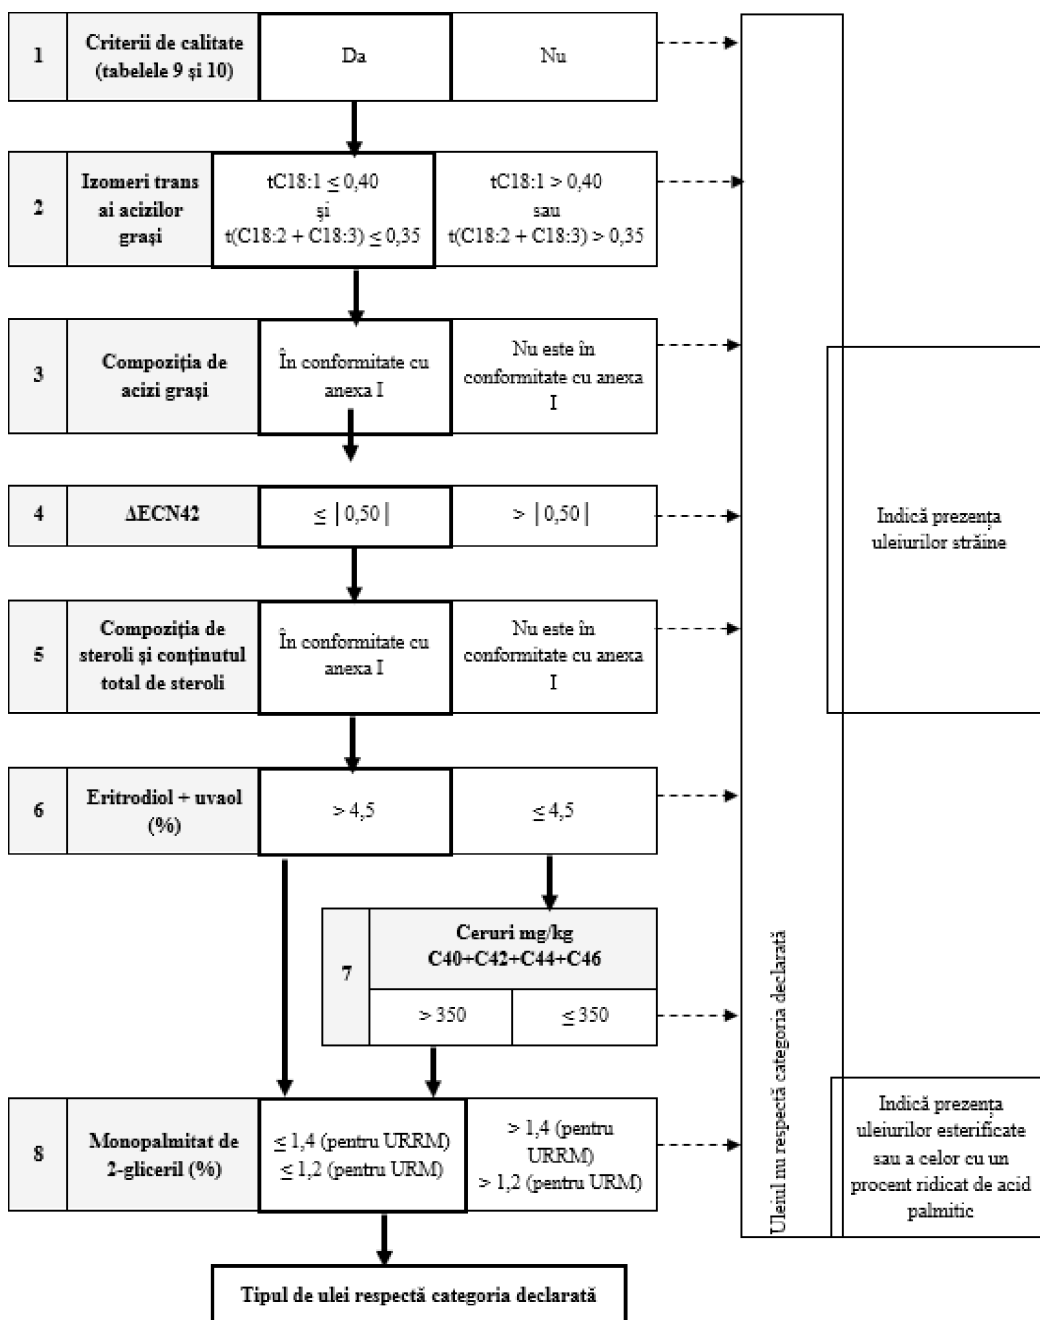 1
Criterii de calitate
(tabelele 9 și 10)
Da
Nu
2
Izomeri trans
ai acizilor
grași
tC18:1 ≤ 0,40
și
t(C18:2 + C18:3) ≤ 0,35
tC18:1 > 0,40
sau
t(C18:2 + C18:3) > 0,35
3
Compoziția de
acizi grași
În conformitate cu
anexa I
Nu este în
conformitate cu anexa
I
4
ΔECN42
≤ | 0,50 |
> | 0,50 |
5
Compoziția de
steroli și conținutul
total de steroli
În conformitate cu
anexa I
Nu este în
conformitate cu anexa
I
6
Eritrodiol + uvaol
(%)
> 4,5
≤ 4,5
7
Ceruri mg/kg
C40+C42+C44+C46
> 350
≤ 350
8
Monopalmitat de
2-gliceril (%)
≤ 1,4 (pentru URRM)
≤ 1,2 (pentru URM)
> 1,4 (pentru
URRM)
> 1,2 (pentru URM)
Tipul de ulei respectă categoria declarată
Uleiul nu respectă categoria declarată
Indică prezența
uleiurilor străine
Indică prezența
uleiurilor esterificate
sau a celor cu un
procent ridicat de acid
palmitic